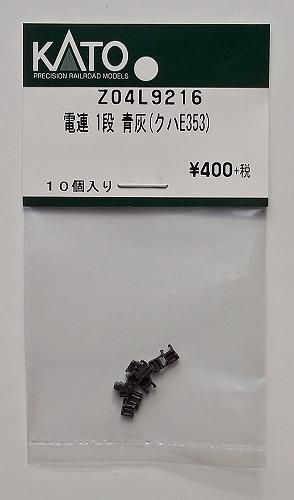 KATO
PRECISION RAILROAD MODELS
Z04L9216
電連 1段 青灰(クハE353)
¥400+税
10個入り